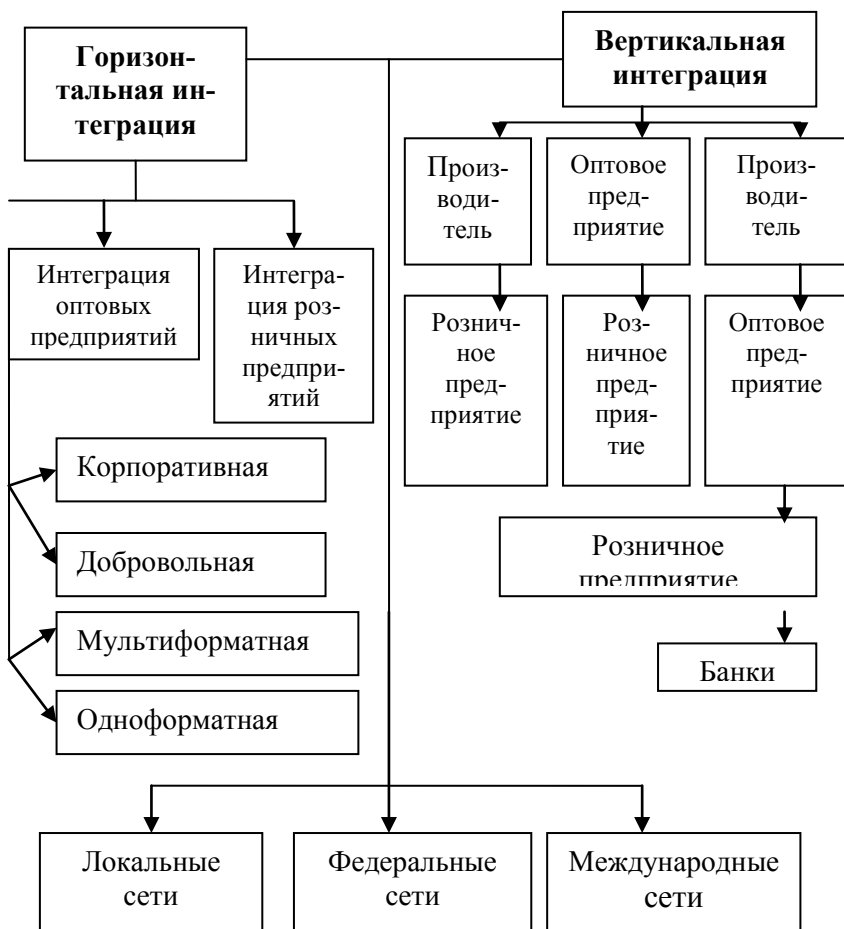 Горизон-
тальная ин-
теграция
Вертикальная
интеграция
Произ-
води-
тель
Оптовое
пред-
приятие
Произ-
води-
тель
Интеграция
оптовых
предприятий
Интегра-
ция роз-
ничных
предпри-
ятий
Рознич-
ное
пред-
приятие
Роз-
ничное
пред-
прия-
тие
Оптовое
пред-
приятие
Корпоративная
Добровольная
Мультиформатная
Одноформатная
Розничное
предприятие
Банки
Локальные
сети
Федеральные
сети
Международные
сети